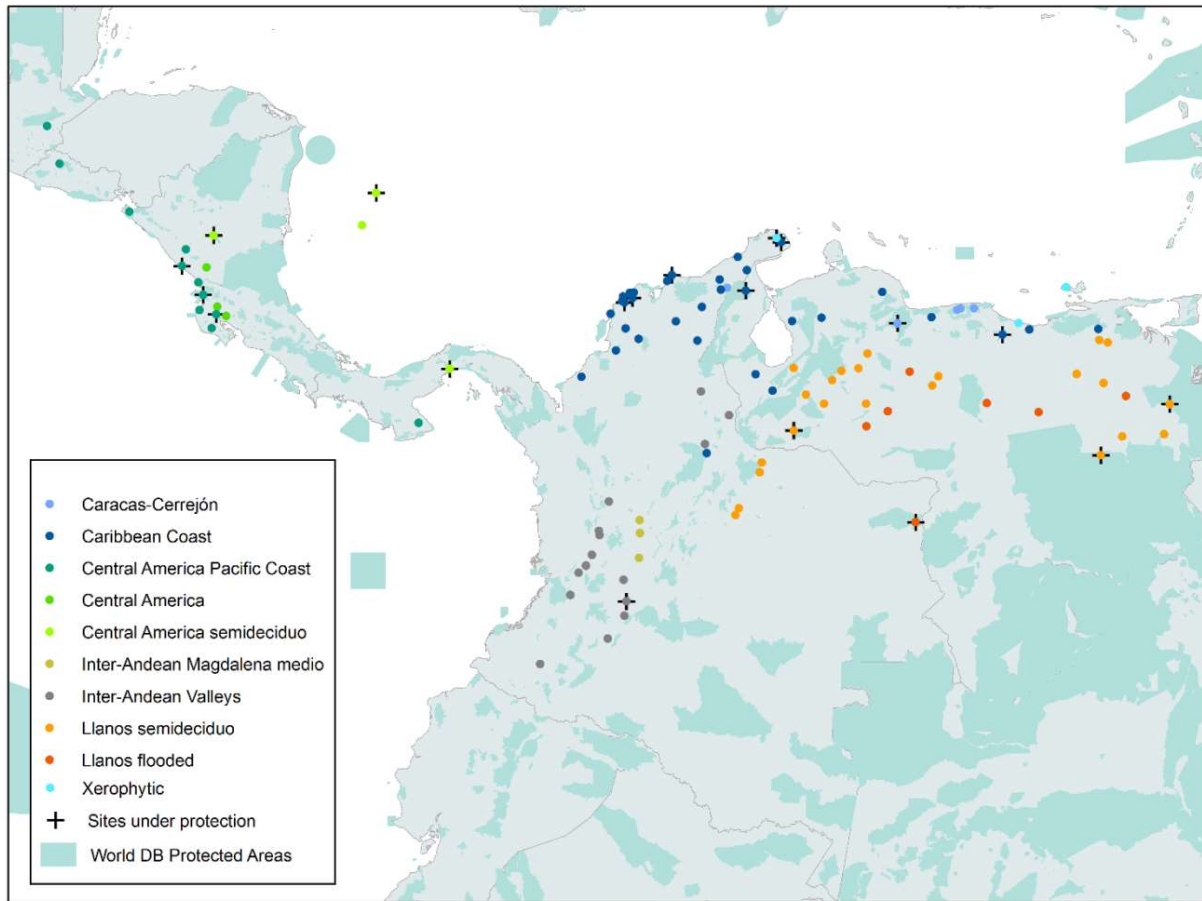 Caracas-Cerrejón
Caribbean Coast
Central America Pacific Coast
Central America
Central America semideciduo
Inter-Andean Magdalena medio
Inter-Andean Valleys
Llanos semideciduo
Llanos flooded
Xerophytic
Sites under protection
World DB Protected Areas